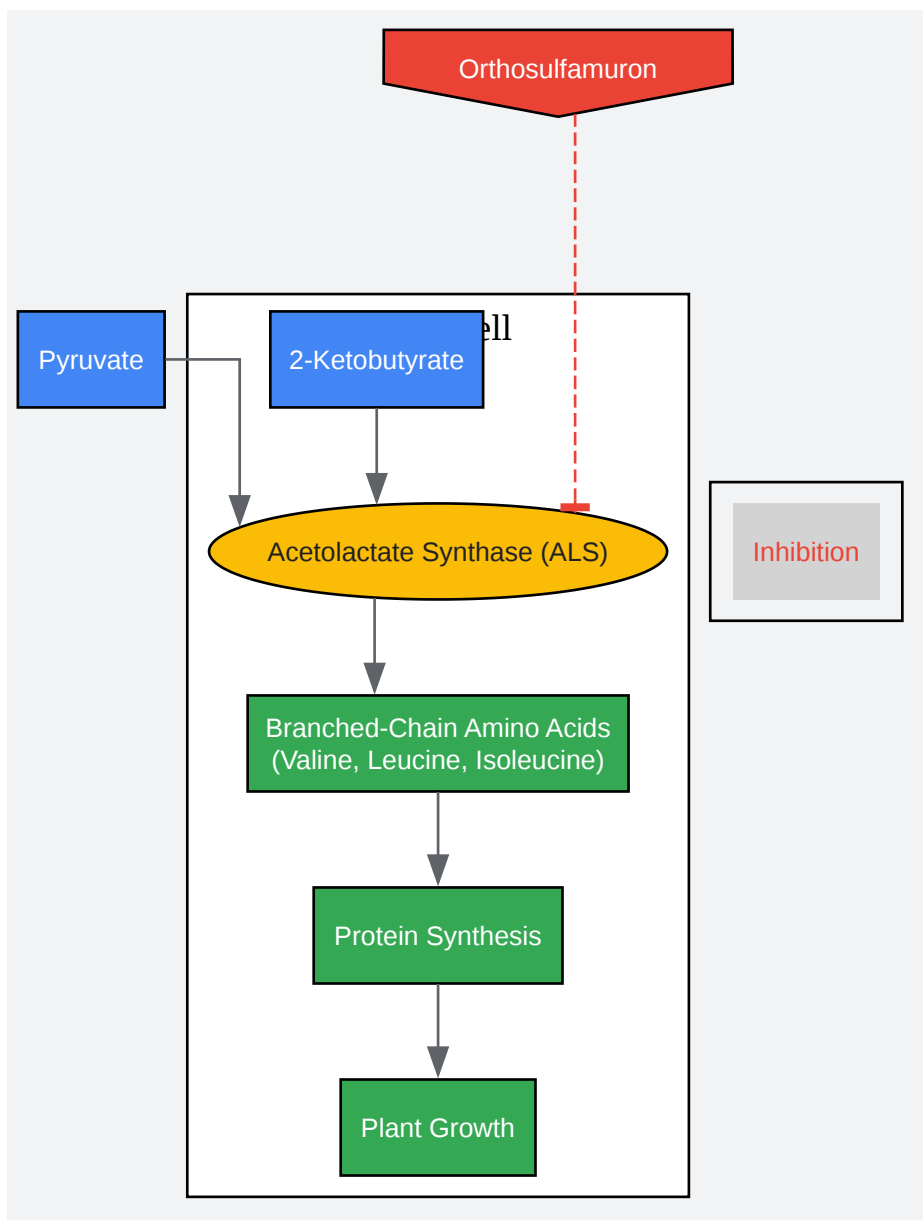 Orthosulfamuron
Pyruvate
2-Ketobutyrate
Acetolactate Synthase (ALS)
Inhibition
Branched-Chain Amino Acids
(Valine, Leucine, Isoleucine)
Protein Synthesis
Plant Growth